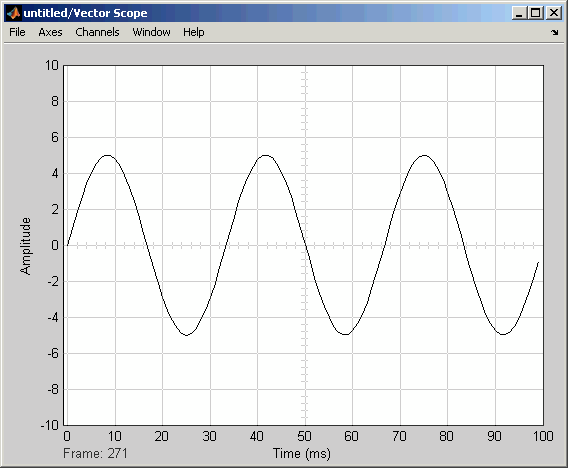 untitled/Vector Scope
File Axes Channels Window Help
10
8
6
4
2
0
-2
-4
-6
-8
-10
Amplitude
0 10 20 30 40 50 60 70 80 90 100
Frame: 271 Time (ms)